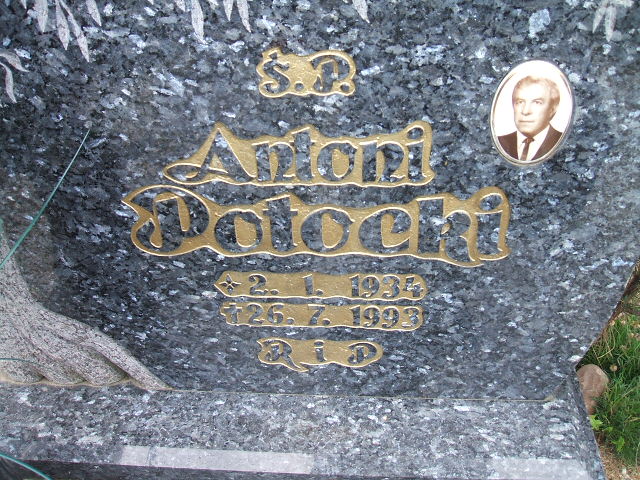 Ś.P.
Antoni
Potocki
* 2. 1. 1934
† 26. 7. 1993
R i P